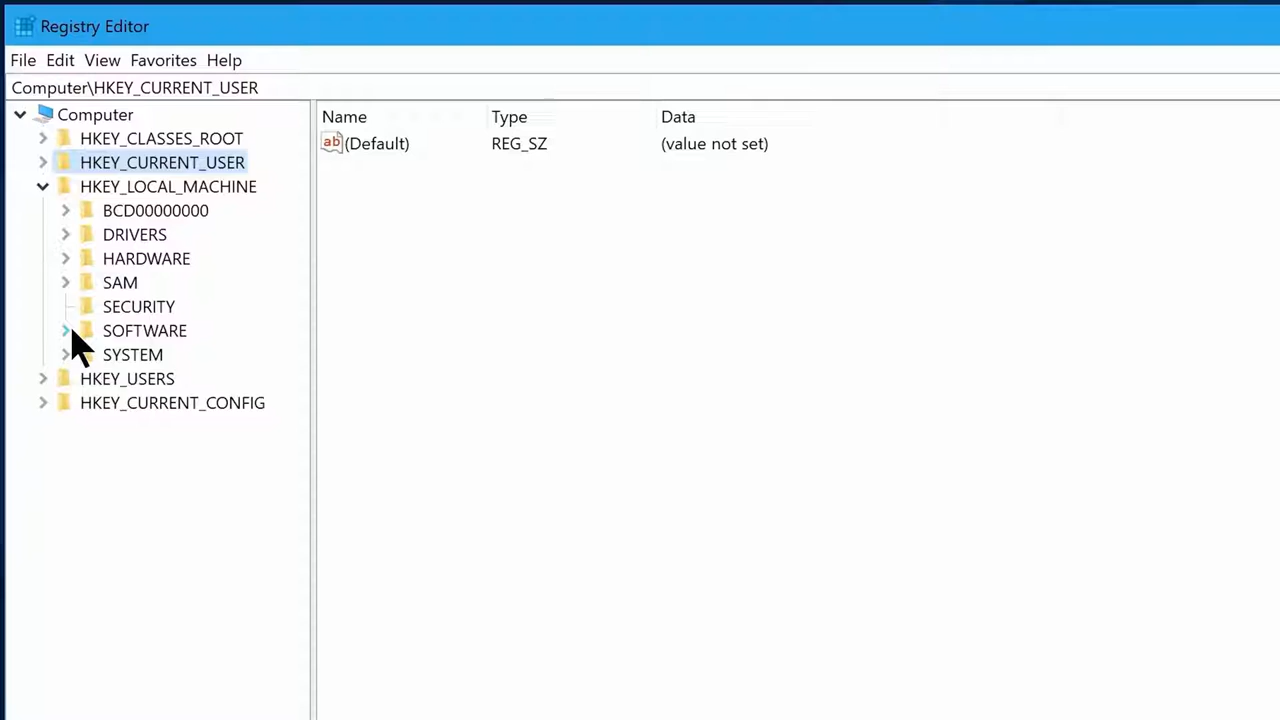 Registry Editor
File Edit View Favorites Help
Computer\HKEY_CURRENT_USER
Computer
HKEY_CLASSES_ROOT
HKEY_CURRENT_USER
HKEY_LOCAL_MACHINE
BCD00000000
DRIVERS
HARDWARE
SAM
SECURITY
SOFTWARE
SYSTEM
HKEY_USERS
HKEY_CURRENT_CONFIG
Name Type Data
ab (Default) REG_SZ (value not set)